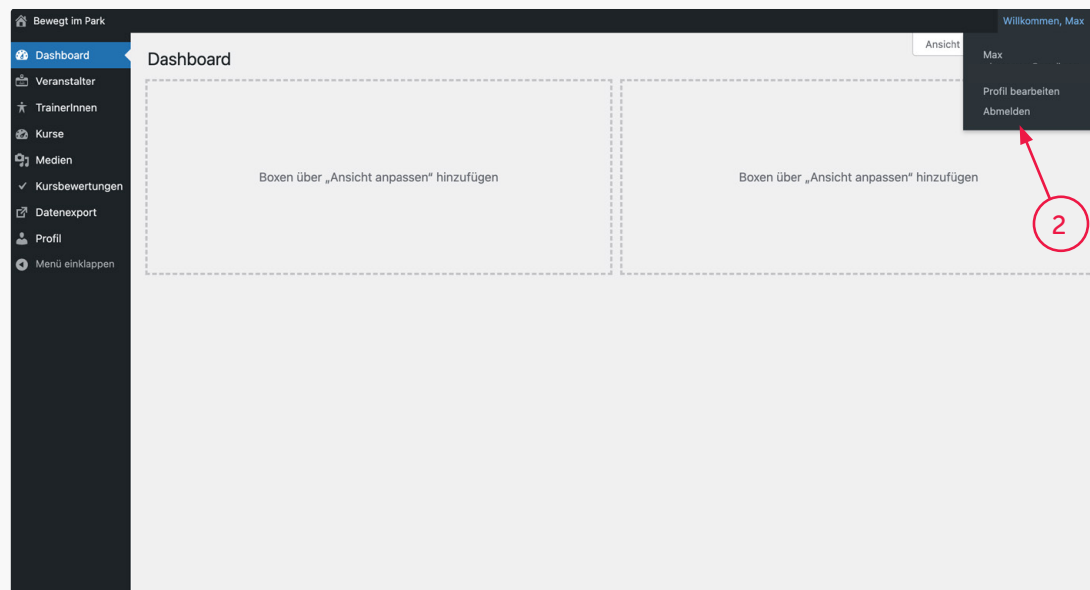 Bewegt im Park
Willkommen, Max
Dashboard
Veranstalter
TrainerInnen
Kurse
Medien
Kursbewertungen
Datenexport
Profil
Menü einklappen
Dashboard
Ansicht
Max
Profil bearbeiten
Abmelden
Boxen über „Ansicht anpassen“ hinzufügen
Boxen über „Ansicht anpassen“ hinzufügen
2